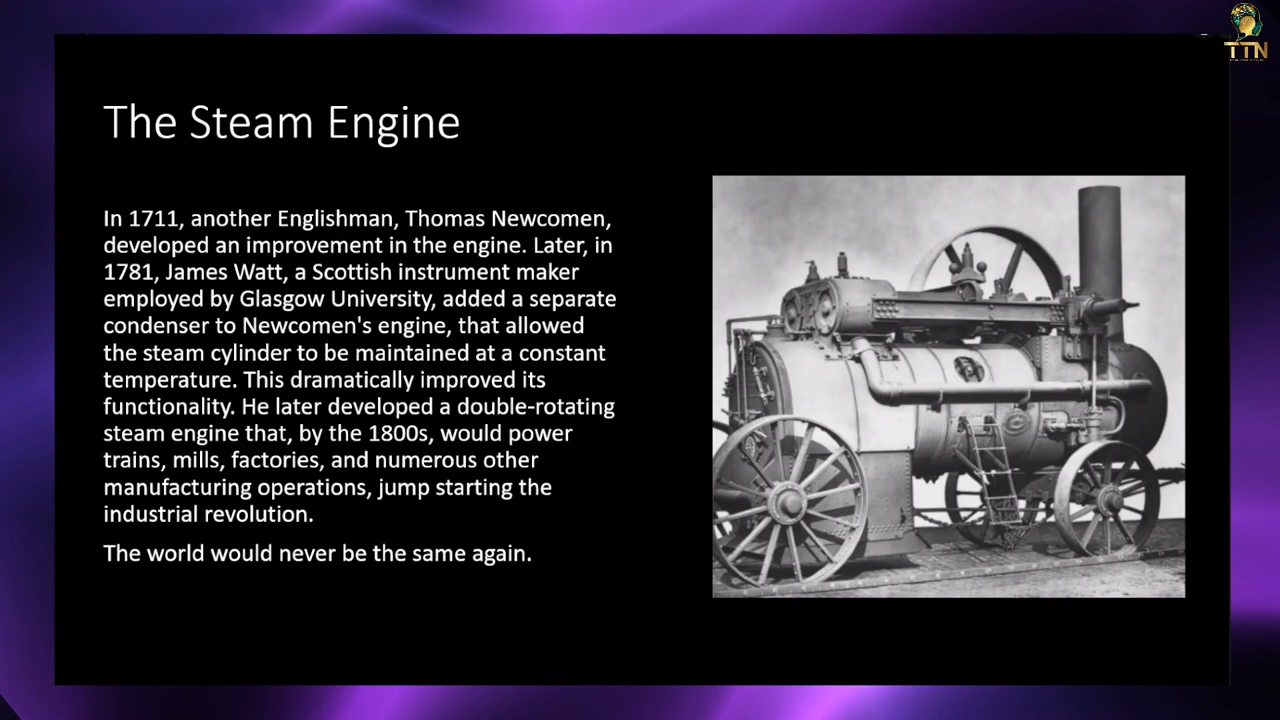 TTN
The Steam Engine
In 1711, another Englishman, Thomas Newcomen,
developed an improvement in the engine. Later, in
1781, James Watt, a Scottish instrument maker
employed by Glasgow University, added a separate
condenser to Newcomen's engine, that allowed
the steam cylinder to be maintained at a constant
temperature. This dramatically improved its
functionality. He later developed a double-rotating
steam engine that, by the 1800s, would power
trains, mills, factories, and numerous other
manufacturing operations, jump starting the
industrial revolution.
The world would never be the same again.